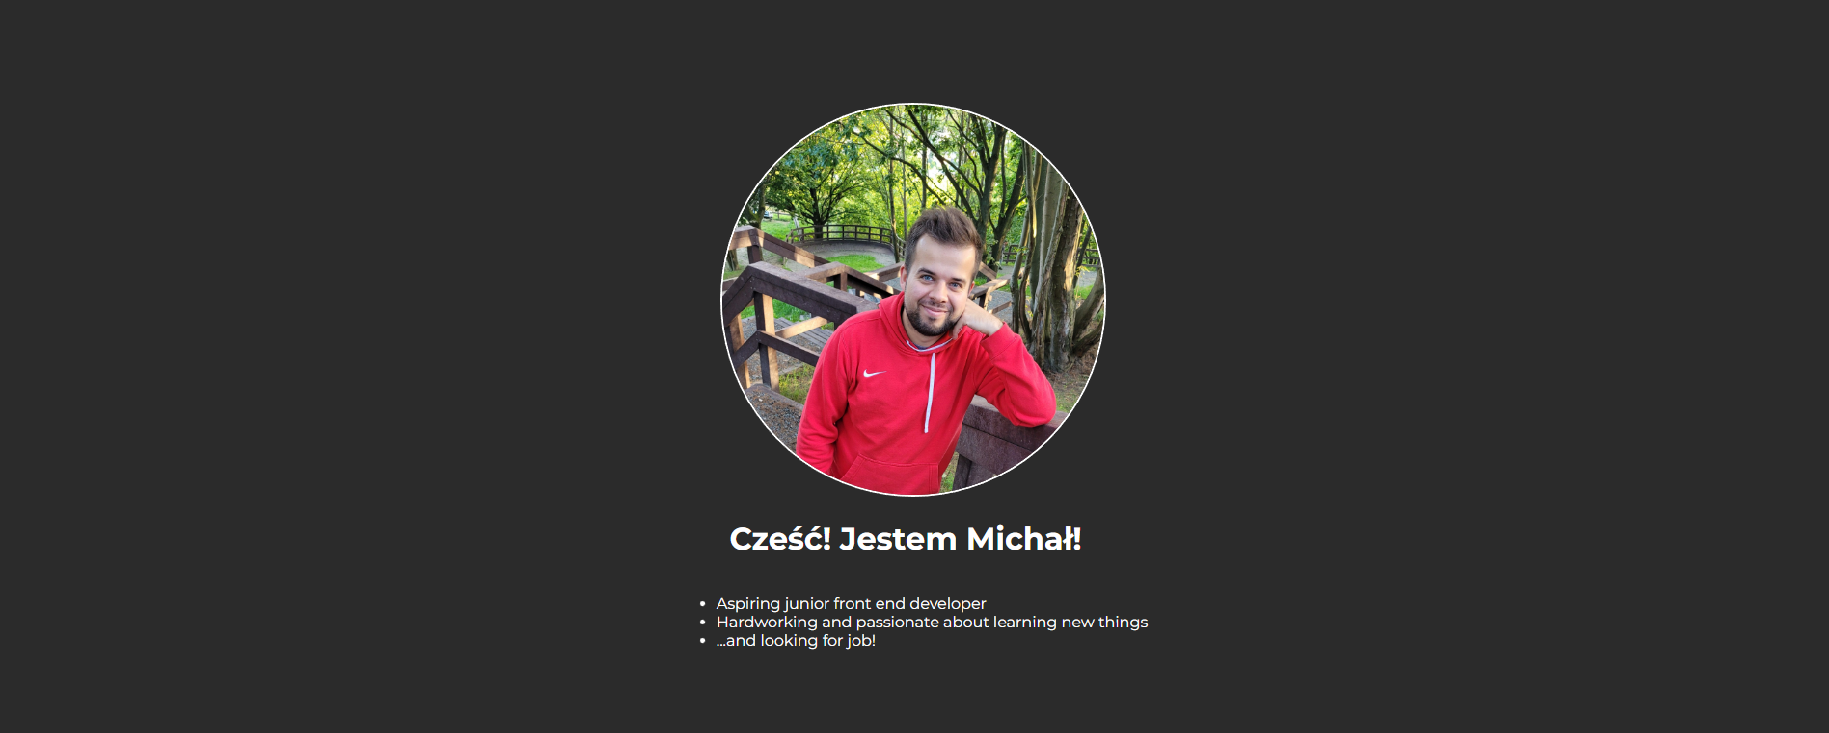 Cześć! Jestem Michał!
Aspiring junior front end developer
Hardworking and passionate about learning new things
...and looking for job!